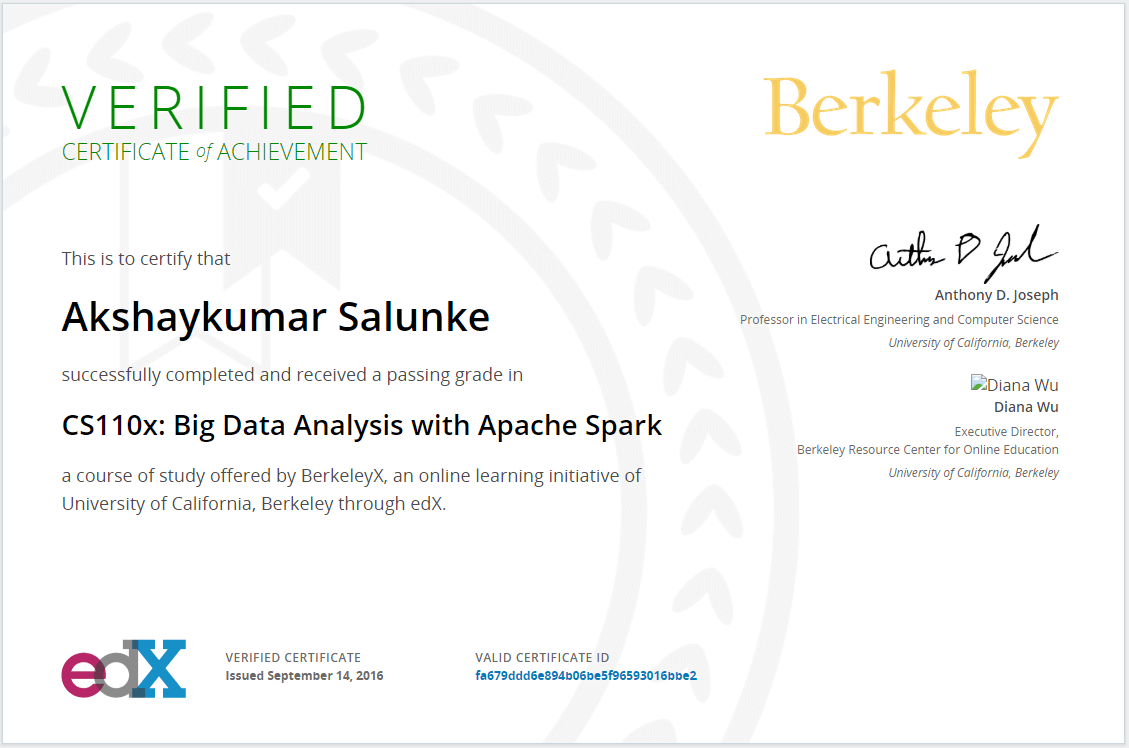 VERIFIED
CERTIFICATE of ACHIEVEMENT
Berkeley
This is to certify that
Akshaykumar Salunke
successfully completed and received a passing grade in
CS110x: Big Data Analysis with Apache Spark
a course of study offered by BerkeleyX, an online learning initiative of
University of California, Berkeley through edX.
Anthony D. Joseph
Professor in Electrical Engineering and Computer Science
University of California, Berkeley
Diana Wu
Diana Wu
Executive Director,
Berkeley Resource Center for Online Education
University of California, Berkeley
edX
VERIFIED CERTIFICATE
Issued September 14, 2016
VALID CERTIFICATE ID
fa679ddd6e894b06be5f96593016bbe2